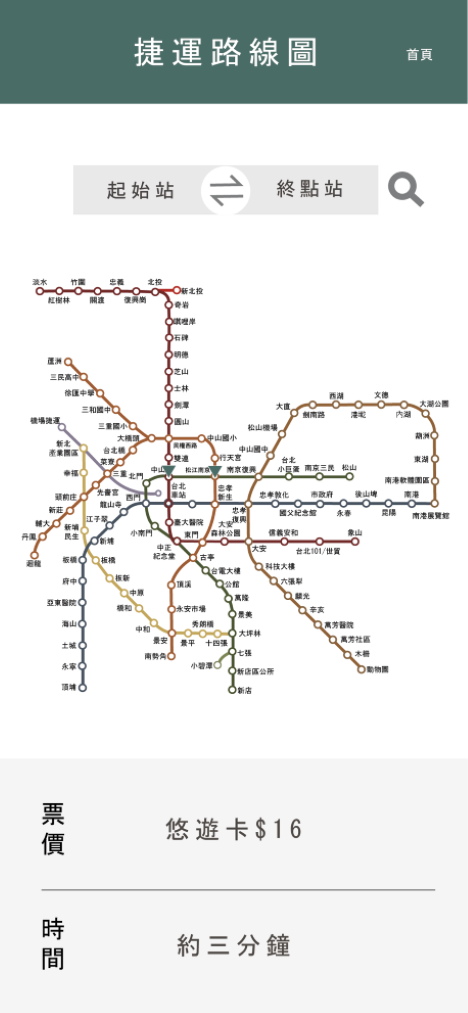 捷運路線圖
首頁
起始站
終點站
淡水 竹圍 忠義 北投
新北投
紅樹林 關渡 復興崗
奇岩
唭哩岸
石碑
明德
芝山
士林
劍潭
圓山
蘆洲
三民高中
徐匯中學
三和國中
三重國小
大橋頭
民權西路
中山國小
機場捷運
台北橋
菜寮
三重
雙連
行天宮
新北
產業園區
幸福
頭前庄
先嗇宮
新莊
輔大
丹鳳
迴龍
北門
中山
松江南京
南京復興
台北
小巨蛋
南京三民
松山
大直
劍南路
西湖
港墘
文德
內湖
大湖公園
葫洲
東湖
南港軟體園區
南港展覽館
松山機場
中山國中
龍山寺
西門
台北
車站
忠孝
新生
忠孝
復興
忠孝敦化
國父紀念館
市政府
永春
後山埤
昆陽
南港
江子翠
新埔
新埔
民生
板橋
板橋
府中
亞東醫院
海山
土城
永寧
頂埔
小南門
臺大醫院
中正
紀念堂
東門
大安
森林公園
大安
信義安和
台北101/世貿
象山
古亭
台電大樓
公館
萬隆
景美
大坪林
七張
小碧潭
新店區公所
新店
科技大樓
六張犁
麟光
辛亥
萬芳醫院
萬芳社區
木柵
動物園
板新
中原
橋和
中和
頂溪
永安市場
景安
南勢角
景平
秀朗橋
十四張
票價
悠遊卡$16
時間
約三分鐘